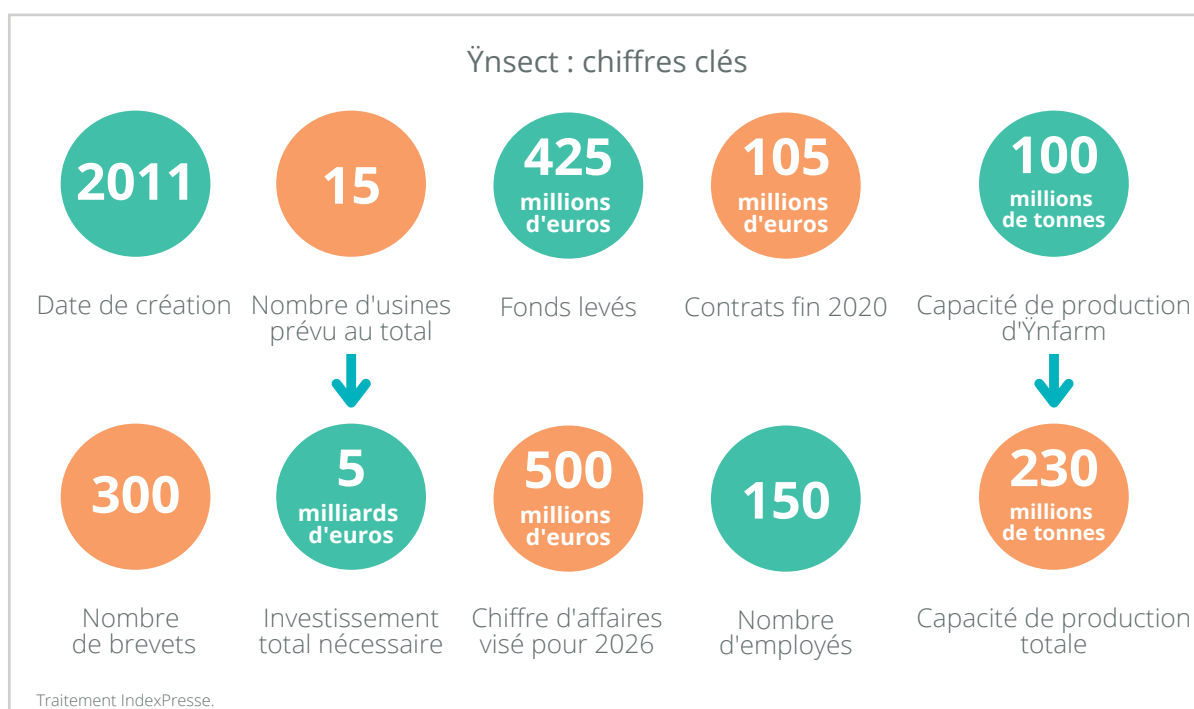 Ÿnsect : chiffres clés
2011
Date de création
15
Nombre d'usines
prévu au total
425
millions
d'euros
Fonds levés
105
millions
d'euros
Contrats fin 2020
100
millions
de tonnes
Capacité de production
d'Ÿnfarm
300
Nombre
de brevets
5
milliards
d'euros
Investissement
total nécessaire
500
millions
d'euros
Chiffre d'affaires
visé pour 2026
150
Nombre
d'employés
230
millions
de tonnes
Capacité de production
totale
Traitement IndexPresse.